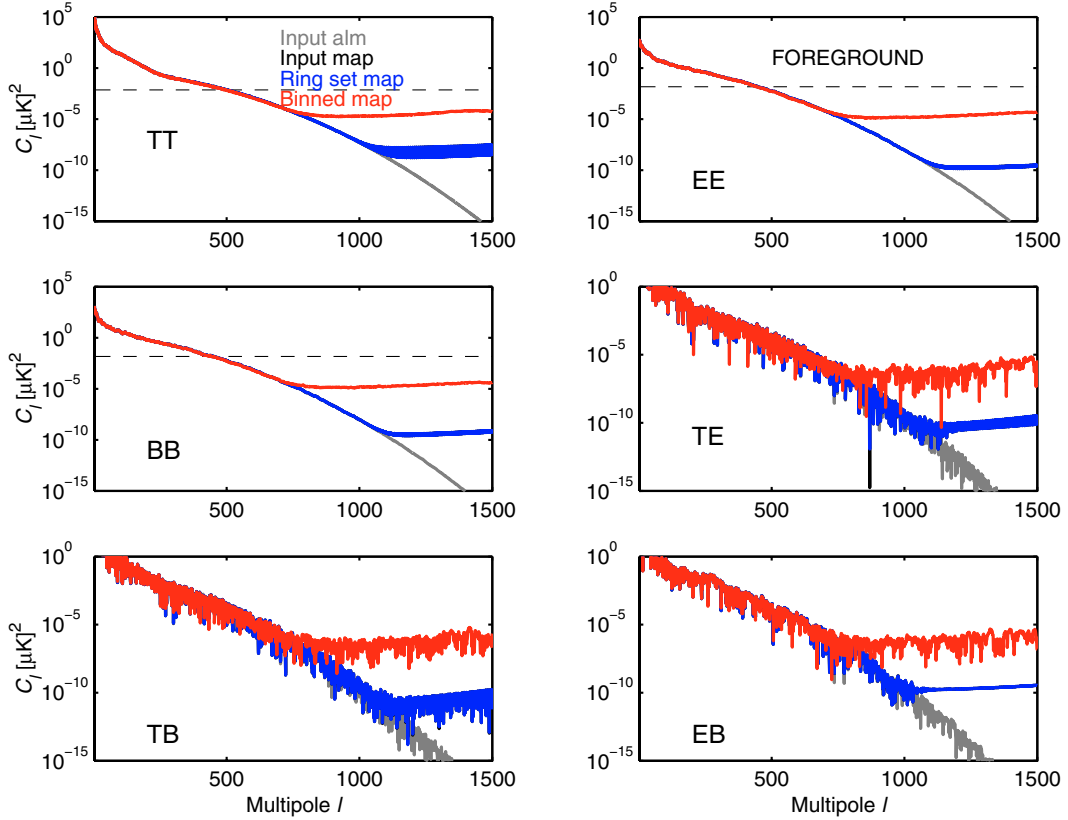 10^5
10^0
10^-5
10^-10
10^-15
C_l [μK]^2
Input alm
Input map
Ring set map
Binned map
TT
500
1000
1500
10^5
10^0
10^-5
10^-10
10^-15
FOREGROUND
EE
500
1000
1500
10^5
10^0
10^-5
10^-10
10^-15
C_l [μK]^2
BB
500
1000
1500
10^0
10^-5
10^-10
10^-15
TE
500
1000
1500
10^0
10^-5
10^-10
10^-15
C_l [μK]^2
TB
500
1000
1500
Multipole l
10^0
10^-5
10^-10
10^-15
EB
500
1000
1500
Multipole l